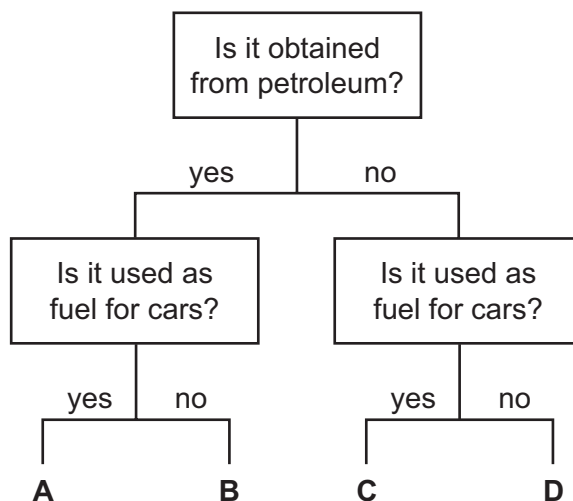 Is it obtained
from petroleum?
yes no
Is it used as
fuel for cars?
Is it used as
fuel for cars?
yes no
yes no
A B C D